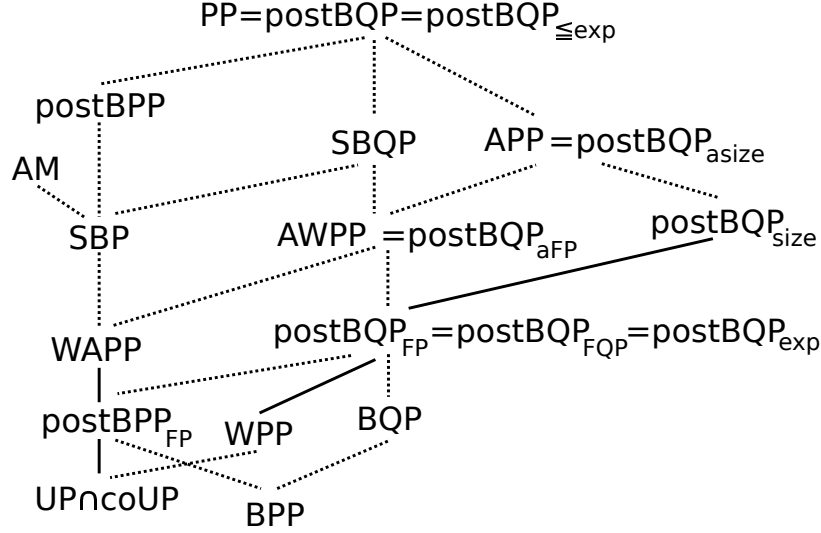 PP=postBQP=postBQP≦exp
postBPP
SBQP
APP=postBQPasize
AM
SBP
AWPP =postBQPaFP
postBQPsize
WAPP
postBQPFP=postBQPFQP=postBQPexp
postBPPFP
WPP
BQP
UP∩coUP
BPP